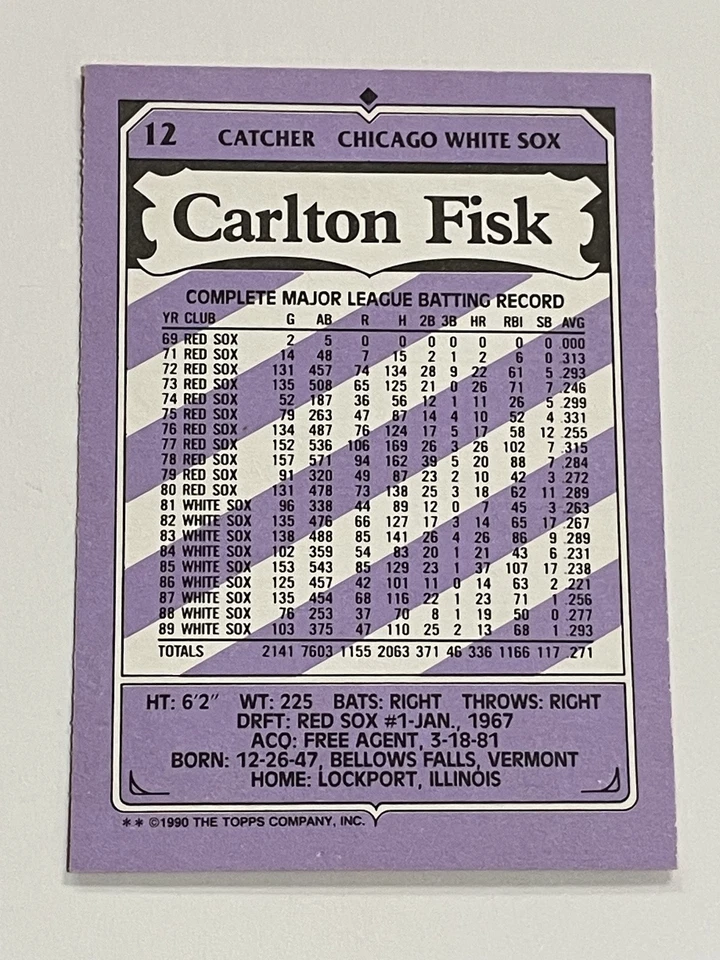 12 CATCHER CHICAGO WHITE SOX
Carlton Fisk
COMPLETE MAJOR LEAGUE BATTING RECORD
YR CLUB G AB R H 2B 3B HR RBI SB AVG
69 RED SOX 2 5 0 0 0 0 0 0 0 .000
71 RED SOX 14 48 7 15 2 1 2 6 0 .313
72 RED SOX 131 457 74 134 28 9 22 61 5 .293
73 RED SOX 135 508 65 125 21 0 26 71 7 .246
74 RED SOX 52 187 36 56 12 1 11 26 5 .299
75 RED SOX 79 263 47 87 14 4 10 52 4 .331
76 RED SOX 134 487 76 124 17 5 17 58 12 .255
77 RED SOX 152 536 106 169 26 3 26 102 7 .315
78 RED SOX 157 571 94 162 39 5 20 88 7 .284
79 RED SOX 91 320 49 87 23 2 10 42 3 .272
80 RED SOX 131 478 73 138 25 3 18 62 11 .289
81 WHITE SOX 96 338 44 89 12 0 7 45 3 .263
82 WHITE SOX 135 476 66 127 17 3 14 65 17 .267
83 WHITE SOX 138 488 85 141 26 4 26 86 9 .289
84 WHITE SOX 102 359 54 83 20 1 21 43 6 .231
85 WHITE SOX 153 543 85 129 23 1 37 107 17 .238
86 WHITE SOX 125 457 42 101 11 0 14 63 2 .221
87 WHITE SOX 135 454 68 116 22 1 23 71 1 .256
88 WHITE SOX 76 253 37 70 8 1 19 50 0 .277
89 WHITE SOX 103 375 47 110 25 2 13 68 1 .293
TOTALS 2141 7603 1155 2063 371 46 336 1166 117 .271
HT: 6'2" WT: 225 BATS: RIGHT THROWS: RIGHT
DRFT: RED SOX #1-JAN., 1967
ACQ: FREE AGENT, 3-18-81
BORN: 12-26-47, BELLOWS FALLS, VERMONT
HOME: LOCKPORT, ILLINOIS
** ©1990 THE TOPPS COMPANY, INC.